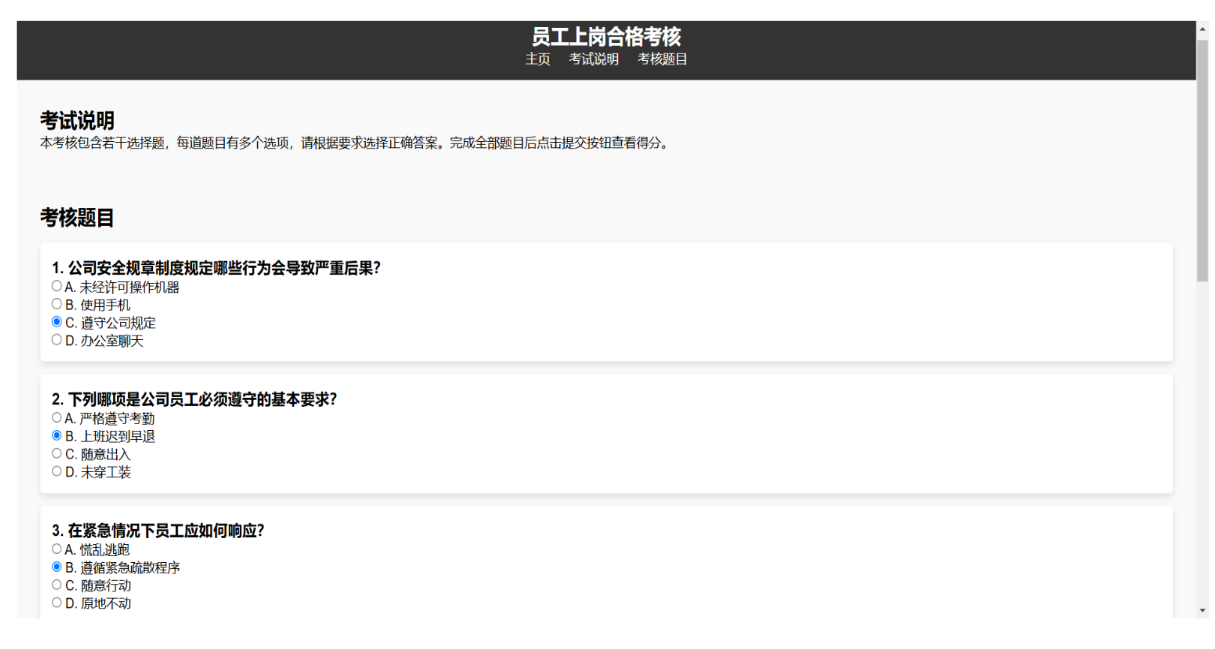 员工上岗合格考核
主页 考试说明 考核题目
考试说明
本考核包含若干选择题，每道题目有多个选项，请根据要求选择正确答案。完成全部题目后点击提交按钮查看得分。
考核题目
1. 公司安全规章制度规定哪些行为会导致严重后果?
A. 未经许可操作机器
B. 使用手机
C. 遵守公司规定
D. 办公室聊天
2. 下列哪项是公司员工必须遵守的基本要求?
A. 严格遵守考勤
B. 上班迟到早退
C. 随意出入
D. 未穿工装
3. 在紧急情况下员工应如何响应?
A. 慌乱逃跑
B. 遵循紧急疏散程序
C. 随意行动
D. 原地不动